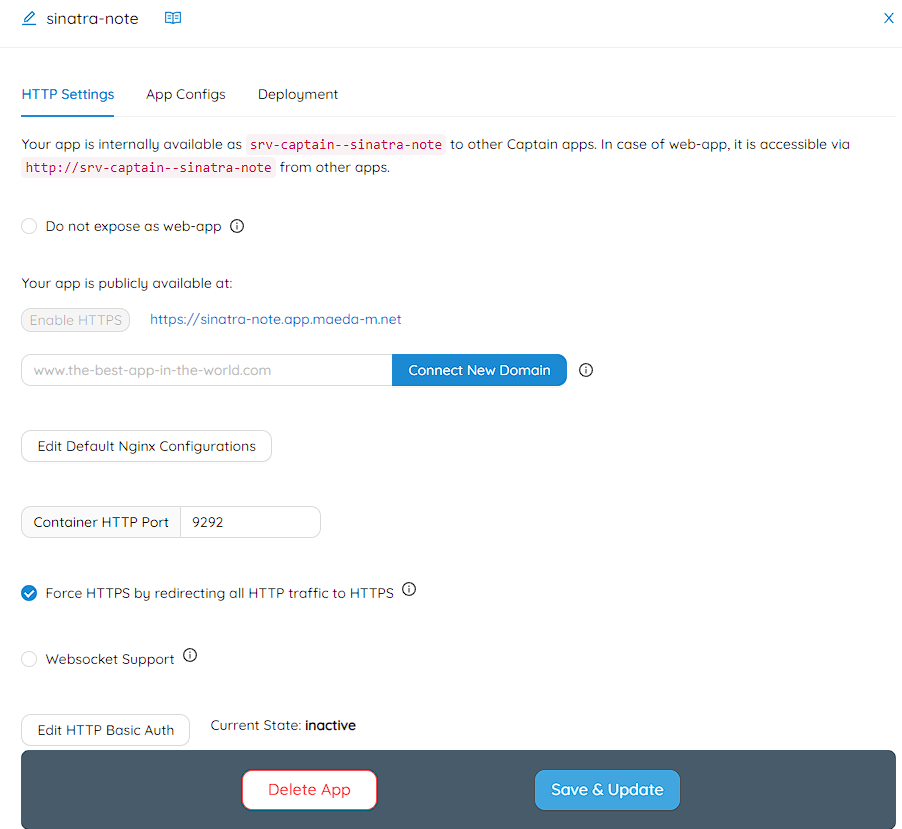 sinatra-note
X
HTTP Settings App Configs Deployment
Your app is internally available as srv-captain--sinatra-note to other Captain apps. In case of web-app, it is accessible via
http://srv-captain--sinatra-note from other apps.
Do not expose as web-app
Your app is publicly available at:
Enable HTTPS https://sinatra-note.app.maeda-m.net
www.the-best-app-in-the-world.com Connect New Domain
Edit Default Nginx Configurations
Container HTTP Port 9292
Force HTTPS by redirecting all HTTP traffic to HTTPS
Websocket Support
Edit HTTP Basic Auth Current State: inactive
Delete App Save & Update